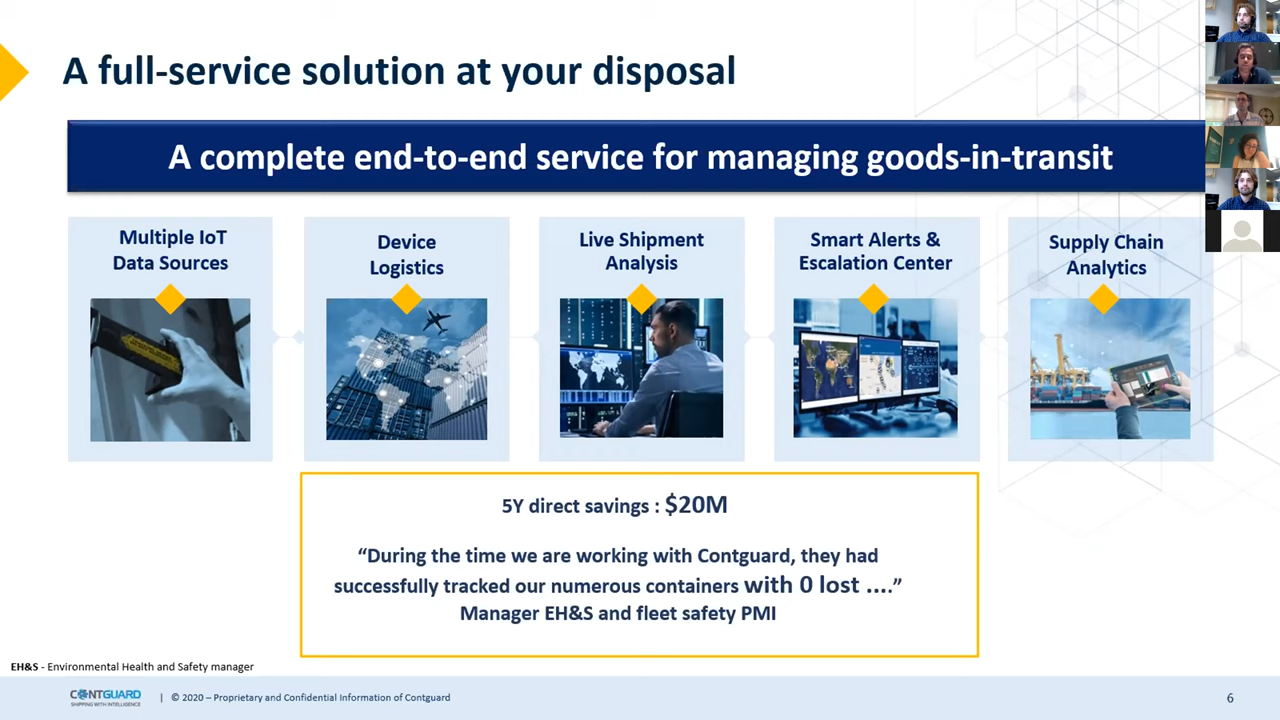 A full-service solution at your disposal
A complete end-to-end service for managing goods-in-transit
Multiple IoT
Data Sources
Device
Logistics
Live Shipment
Analysis
Smart Alerts &
Escalation Center
Supply Chain
Analytics
5Y direct savings : $20M
“During the time we are working with Contguard, they had
successfully tracked our numerous containers with 0 lost ....”
Manager EH&S and fleet safety PMI
EH&S - Environmental Health and Safety manager
CONTGUARD
SHIPPING WITH INTELLIGENCE
| © 2020 – Proprietary and Confidential Information of Contguard
6